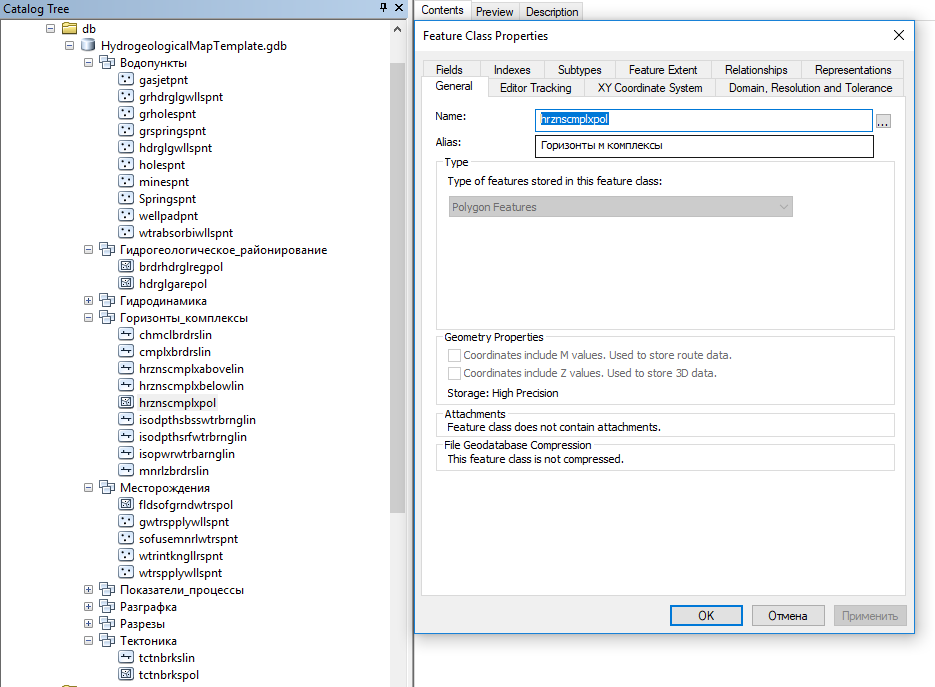 Catalog Tree
db
HydrogeologicalMapTemplate.gdb
Водопункты
gasjetpnt
grhdrglgwllspnt
grholespnt
grspringspnt
hdrglgwllspnt
holespnt
minespnt
Springspnt
wellpadpnt
wtrabsorbiwllspnt
Гидрогеологическое_районирование
brdrhdrglregpol
hdrglgarepol
Гидродинамика
Горизонты_комплексы
chmclbrdrslin
cmplxbrdrslin
hrznscmplxabovelin
hrznscmplxbelowlin
hrznscmplxpol
isodpthsbsswtrbrnglin
isodpthsrfwtrbrnglin
isopwrwtrbarnglin
mnrlzbrdrslin
Месторождения
fldsofgrndwtrspol
gwtrspplywllspnt
sofusemnrlwtrspnt
wtrintkngllrspnt
wtrspplywllspnt
Показатели_процессы
Разграфка
Разрезы
Тектоника
tctnbrkslin
tctnbrkspol
Contents Preview Description
Feature Class Properties
Fields Indexes Subtypes Feature Extent Relationships Representations
General Editor Tracking XY Coordinate System Domain, Resolution and Tolerance
Name: hrznscmplxpol ...
Alias: Горизонты и комплексы
Type
Type of features stored in this feature class:
Polygon Features
Geometry Properties
Coordinates include M values. Used to store route data.
Coordinates include Z values. Used to store 3D data.
Storage: High Precision
Attachments
Feature class does not contain attachments.
File Geodatabase Compression
This feature class is not compressed.
OK Отмена Применить